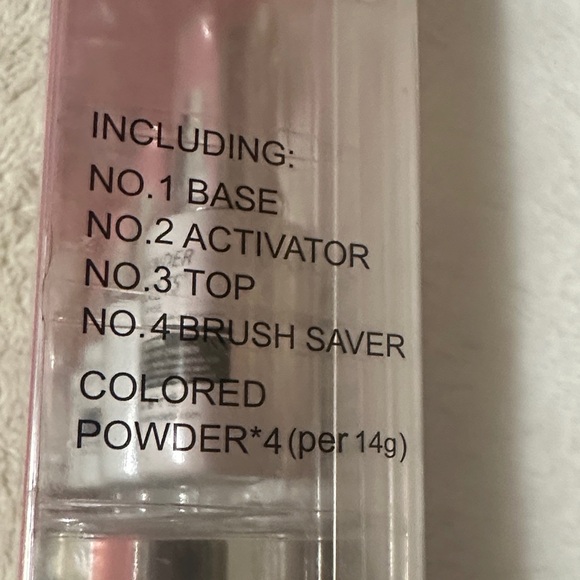 INCLUDING:
NO.1 BASE
NO.2 ACTIVATOR
NO.3 TOP
NO.4 BRUSH SAVER
COLORED
POWDER*4 (per 14g)